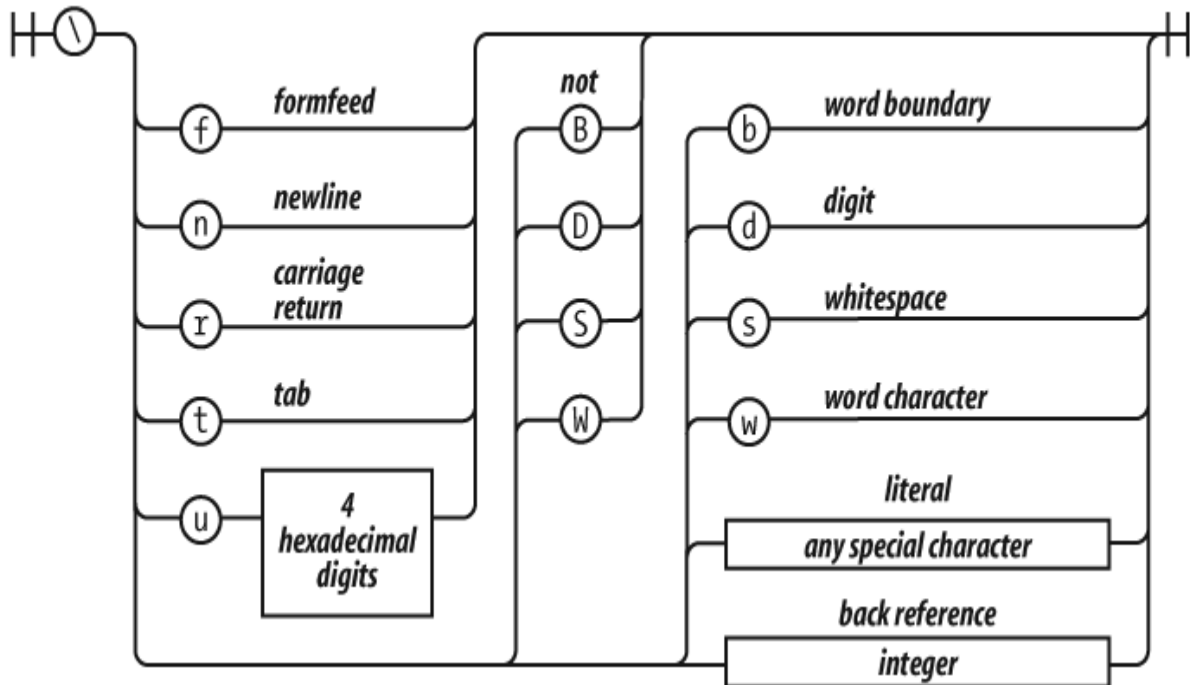 \
f formfeed
n newline
r carriage
return
t tab
u 4
hexadecimal
digits
not
B
D
S
W
b word boundary
d digit
s whitespace
w word character
literal
any special character
back reference
integer